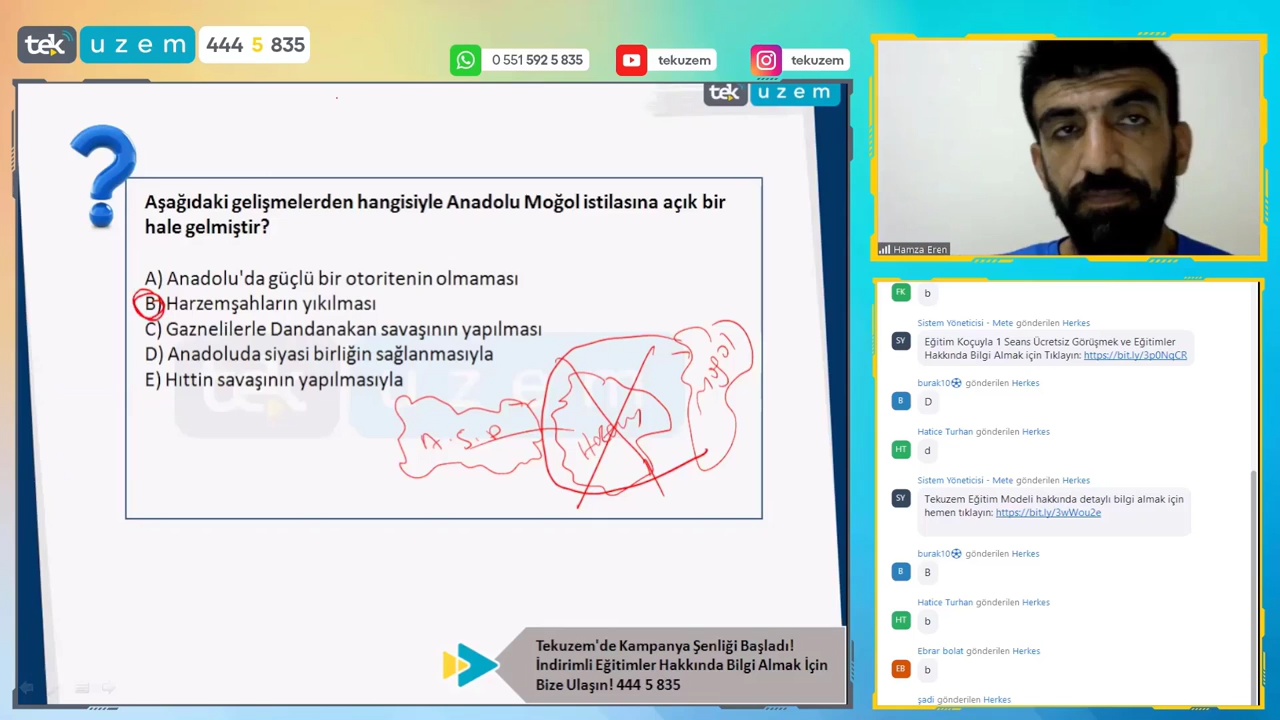 tek uzem 444 5 835
0 551 592 5 835
tekuzem
tekuzem
tek uzem
Aşağıdaki gelişmelerden hangisiyle Anadolu Moğol istilasına açık bir
hale gelmiştir?
A) Anadolu'da güçlü bir otoritenin olmaması
B) Harzemşahların yıkılması
C) Gaznelilerle Dandanakan savaşının yapılması
D) Anadoluda siyasi birliğin sağlanmasıyla
E) Hıttin savaşının yapılmasıyla
uzem
Tekuzem'de Kampanya Şenliği Başladı!
İndirimli Eğitimler Hakkında Bilgi Almak İçin
Bize Ulaşın! 444 5 835
Hamza Eren
FK
b
Sistem Yöneticisi - Mete gönderilen Herkes
SY
Eğitim Koçuyla 1 Seans Ücretsiz Görüşmek ve Eğitimler
Hakkında Bilgi Almak için Tıklayın: https://bit.ly/3p0NqCR
burak10⚽ gönderilen Herkes
B
D
Hatice Turhan gönderilen Herkes
HT
d
Sistem Yöneticisi - Mete gönderilen Herkes
SY
Tekuzem Eğitim Modeli hakkında detaylı bilgi almak için
hemen tıklayın: https://bit.ly/3wWou2e
burak10⚽ gönderilen Herkes
B
B
Hatice Turhan gönderilen Herkes
HT
b
Ebrar bolat gönderilen Herkes
EB
b
şadi gönderilen Herkes